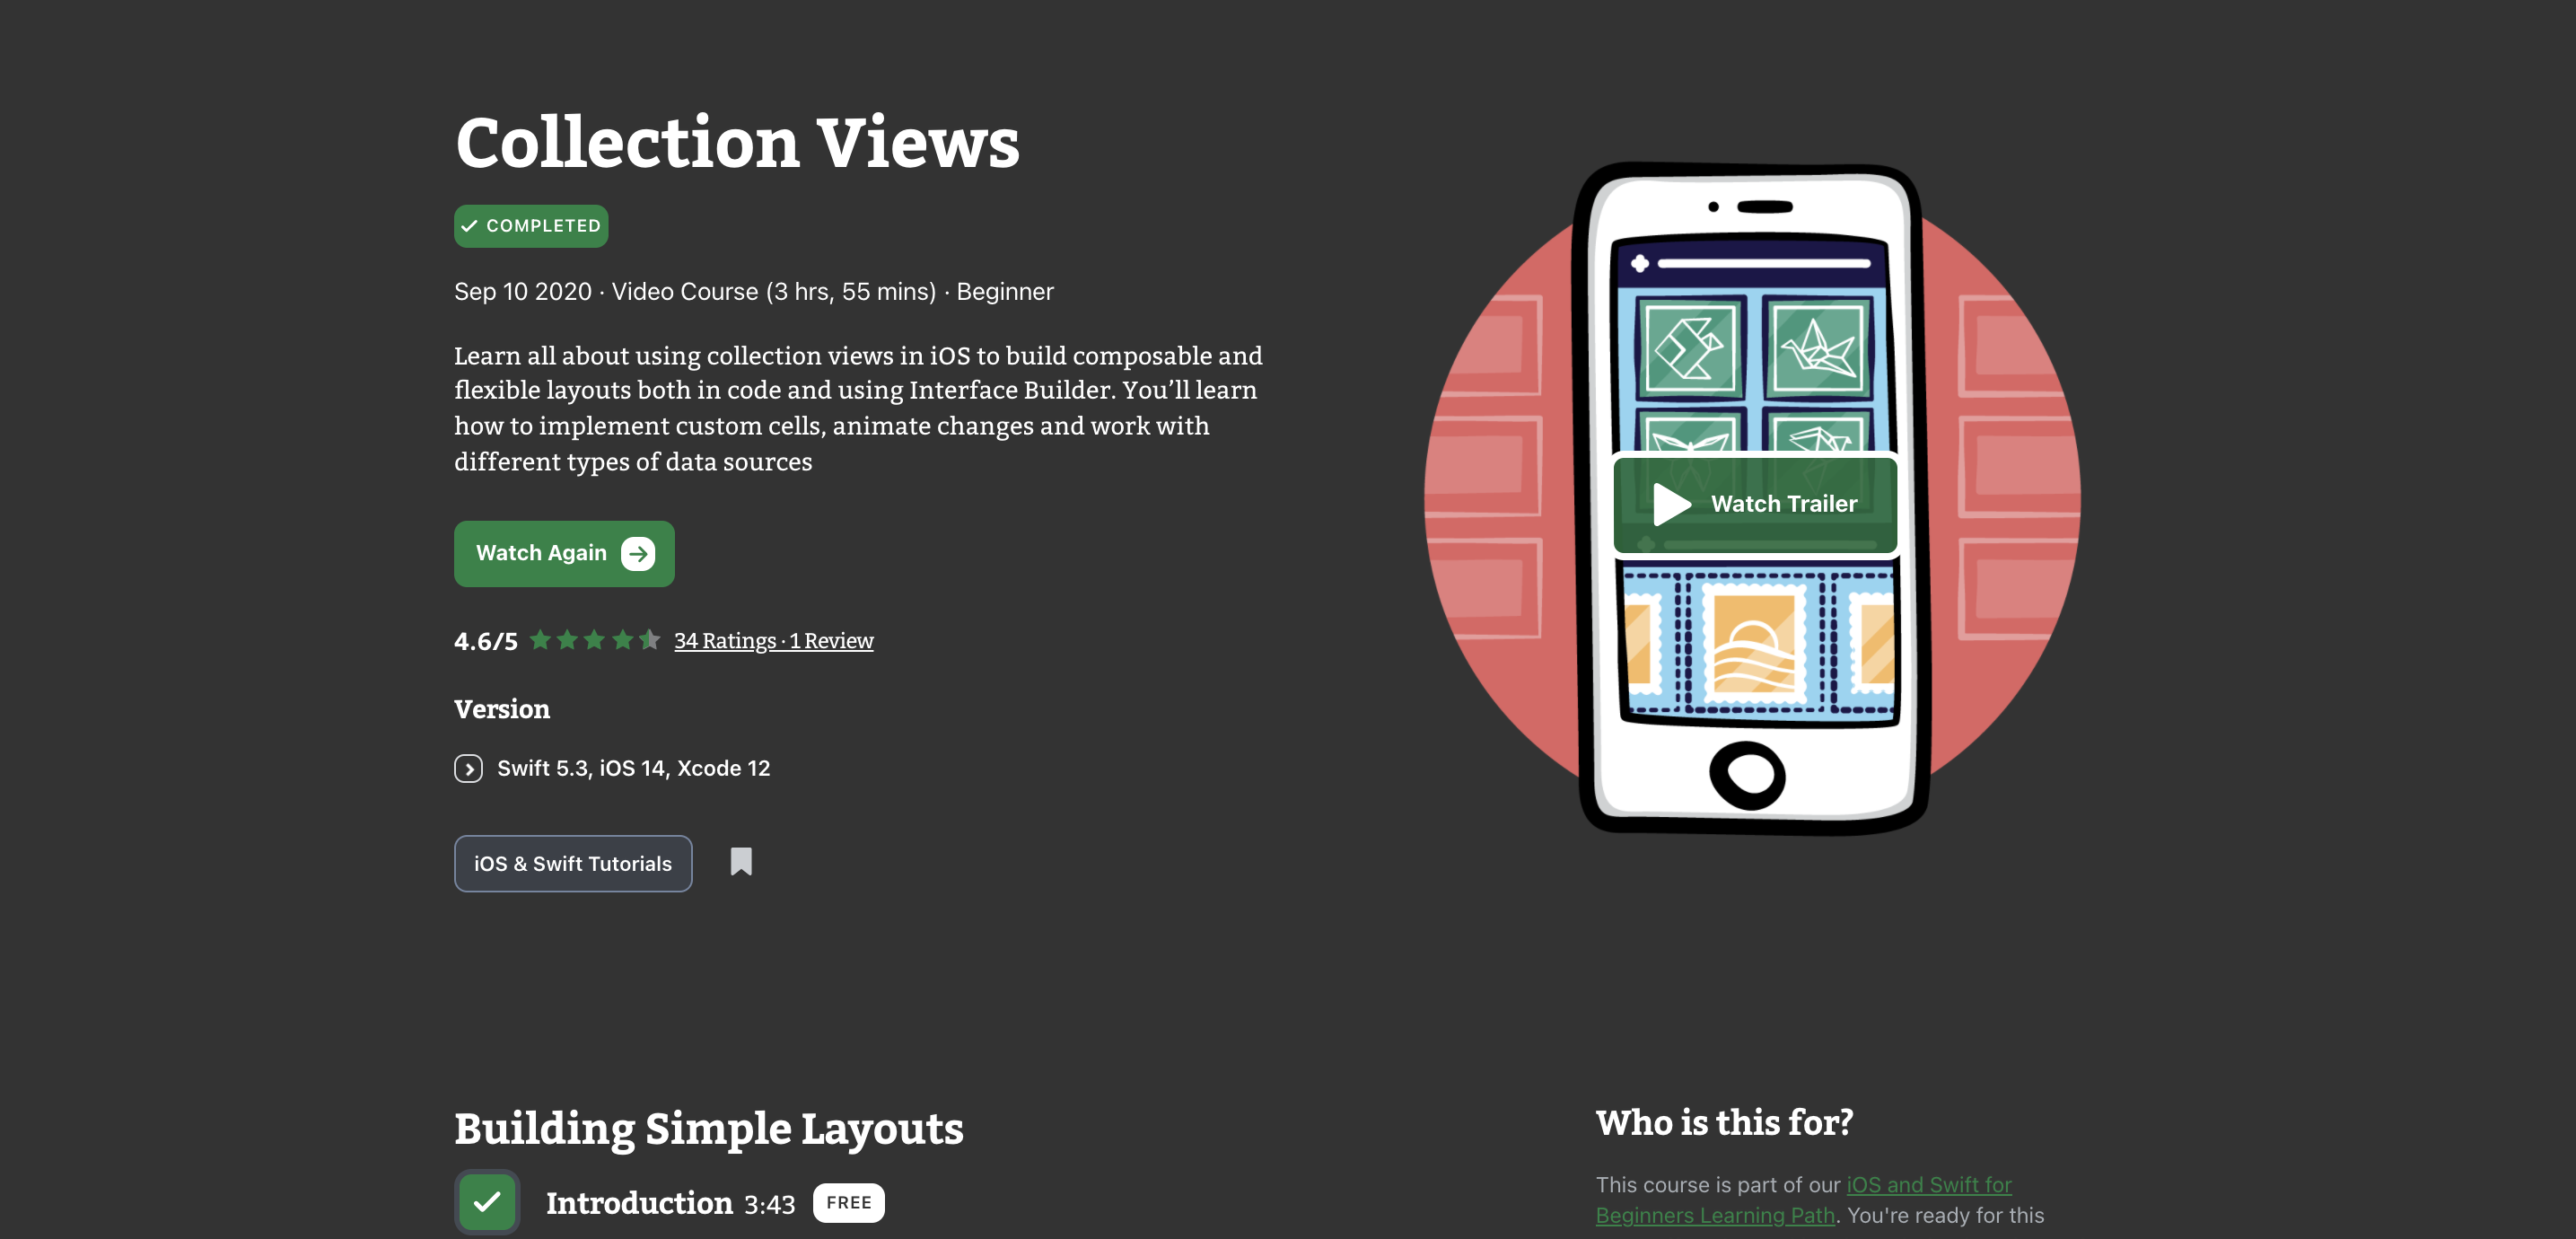 Collection Views
COMPLETED
Sep 10 2020 · Video Course (3 hrs, 55 mins) · Beginner
Learn all about using collection views in iOS to build composable and
flexible layouts both in code and using Interface Builder. You’ll learn
how to implement custom cells, animate changes and work with
different types of data sources
Watch Again
4.6/5 34 Ratings · 1 Review
Version
Swift 5.3, iOS 14, Xcode 12
iOS & Swift Tutorials
Watch Trailer
Building Simple Layouts
Introduction 3:43 FREE
Who is this for?
This course is part of our iOS and Swift for
Beginners Learning Path. You're ready for this